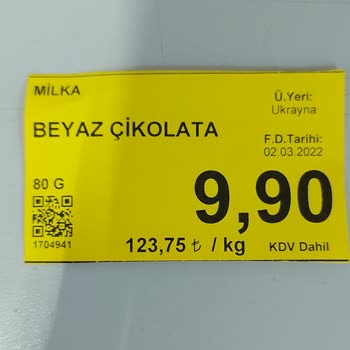 MİLKA
Ü.Yeri:
Ukrayna
BEYAZ ÇİKOLATA
F.D.Tarihi:
02.03.2022
80 G
9,90
1704941
123,75 ₺ / kg
KDV Dahil